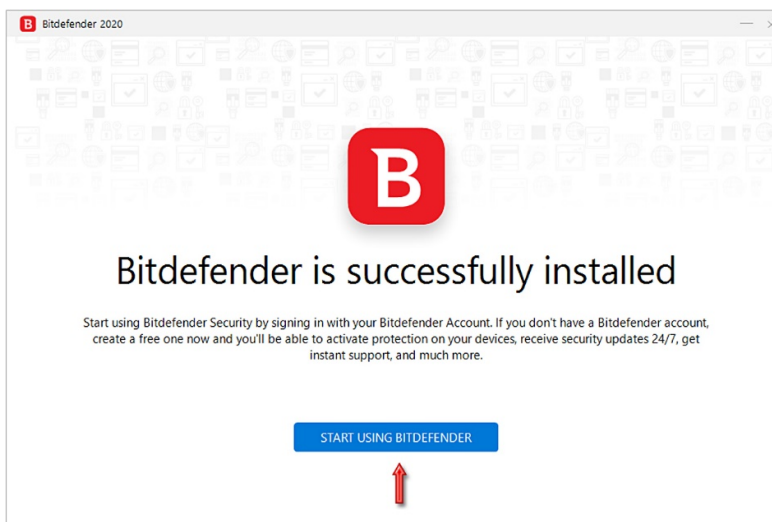 B Bitdefender 2020
B
Bitdefender is successfully installed
Start using Bitdefender Security by signing in with your Bitdefender Account. If you don't have a Bitdefender account,
create a free one now and you'll be able to activate protection on your devices, receive security updates 24/7, get
instant support, and much more.
START USING BITDEFENDER